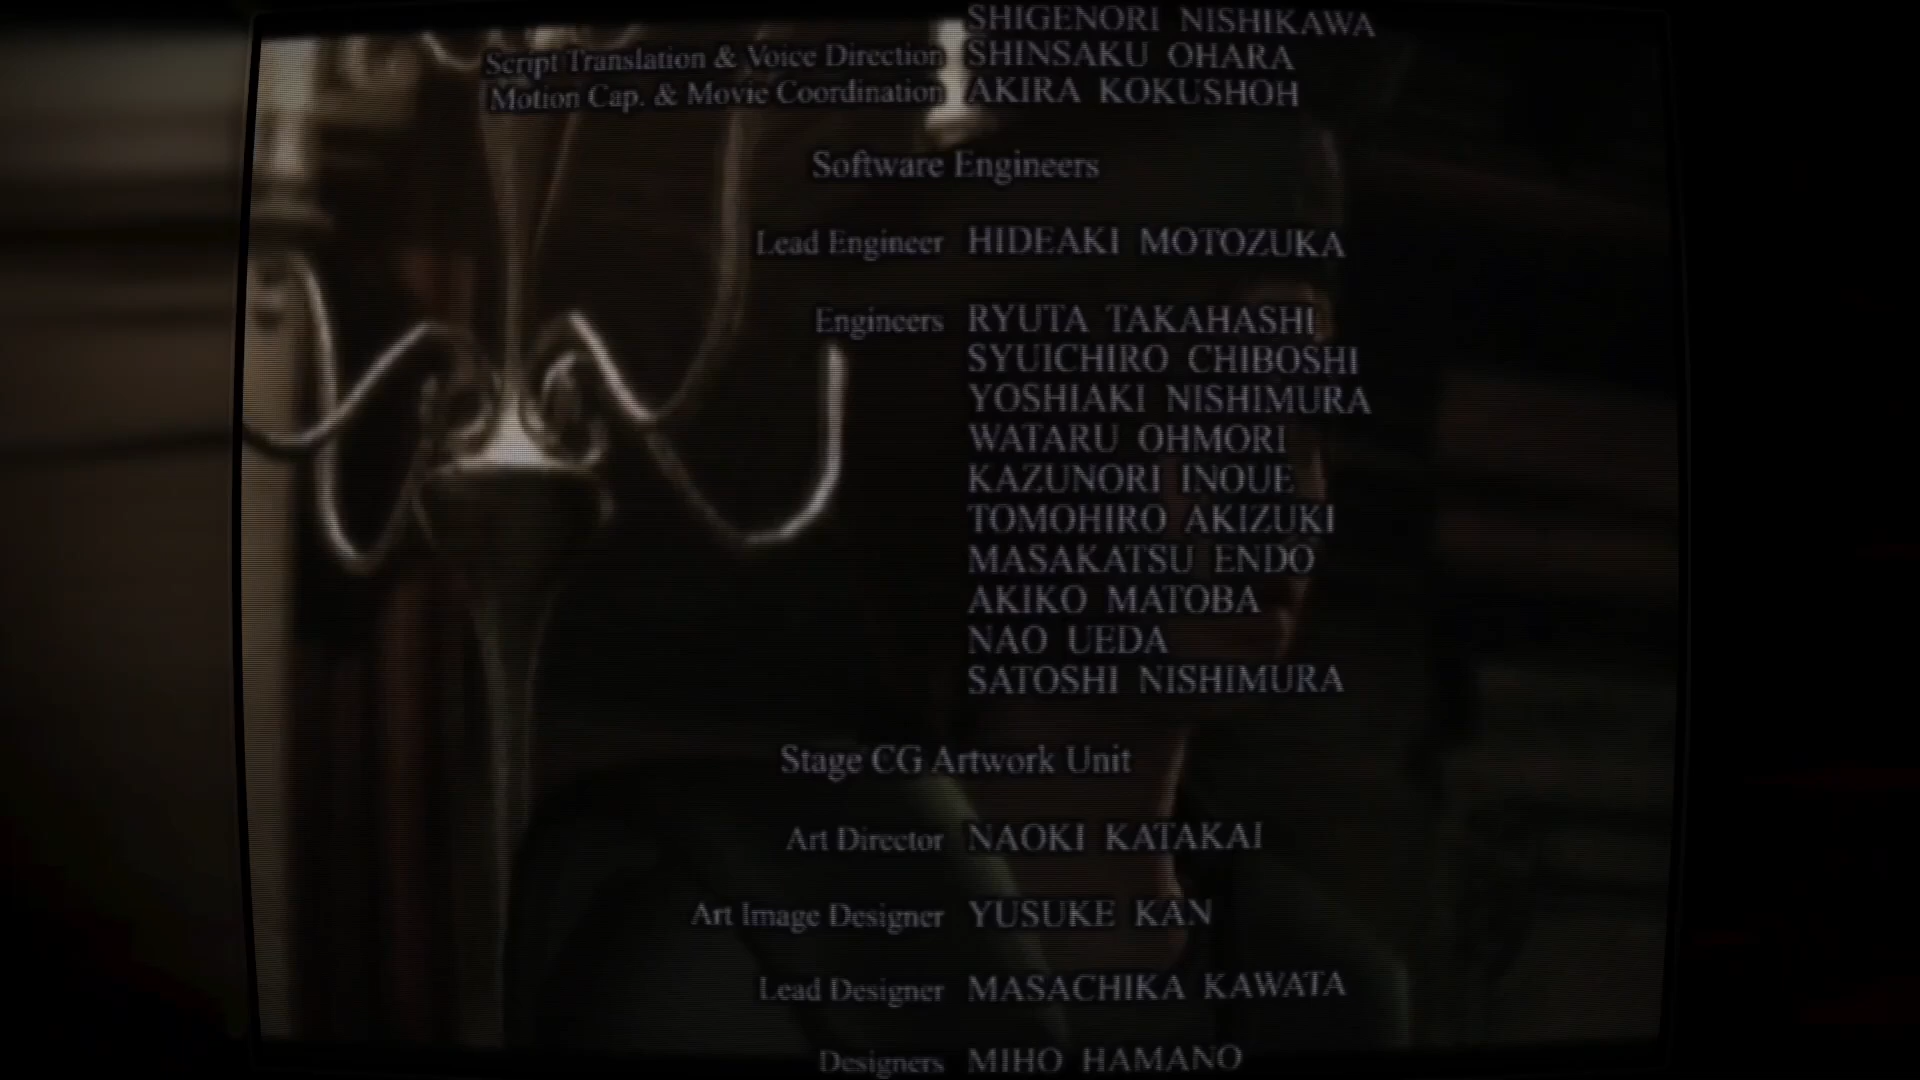 SHIGENORI NISHIKAWA
Script Translation & Voice Direction SHINSAKU OHARA
Motion Cap. & Movie Coordination AKIRA KOKUSHOH
Software Engineers
Lead Engineer HIDEAKI MOTOZUKA
Engineers RYUTA TAKAHASHI
SYUICHIRO CHIBOSHI
YOSHIAKI NISHIMURA
WATARU OHMORI
KAZUNORI INOUE
TOMOHIRO AKIZUKI
MASAKATSU ENDO
AKIKO MATOBA
NAO UEDA
SATOSHI NISHIMURA
Stage CG Artwork Unit
Art Director NAOKI KATAKAI
Art Image Designer YUSUKE KAN
Lead Designer MASACHIKA KAWATA
Designers MIHO HAMANO